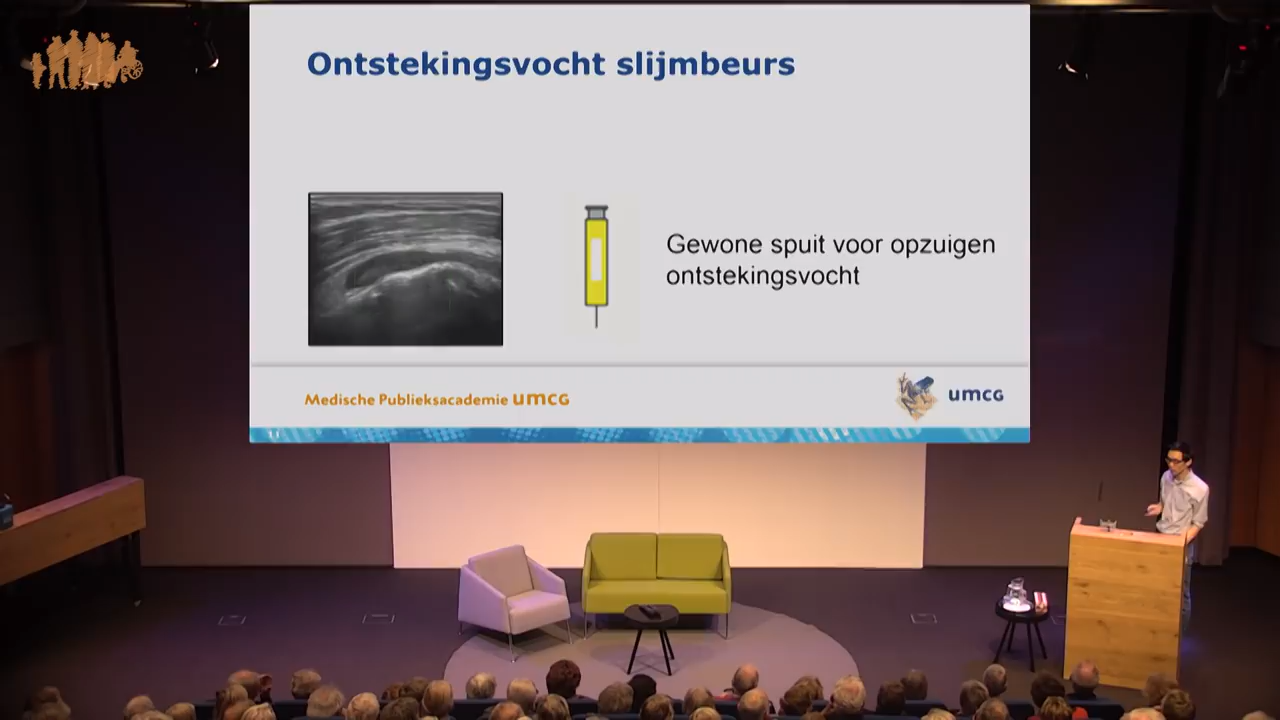 Ontstekingsvocht slijmbeurs
Gewone spuit voor opzuigen
ontstekingsvocht
Medische Publieksacademie umcg
umcg